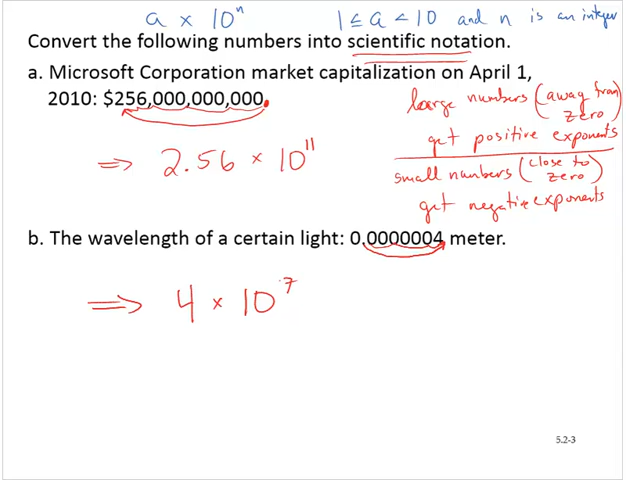 a × 10ⁿ   1 ≤ a < 10 and n is an integer
Convert the following numbers into scientific notation.
a. Microsoft Corporation market capitalization on April 1,
2010: $256,000,000,000.
large numbers (away from zero)
get positive exponents
⇒ 2.56 × 10¹¹
small numbers (close to zero)
get negative exponents
b. The wavelength of a certain light: 0.0000004 meter.
⇒ 4 × 10⁻⁷
5.2-3